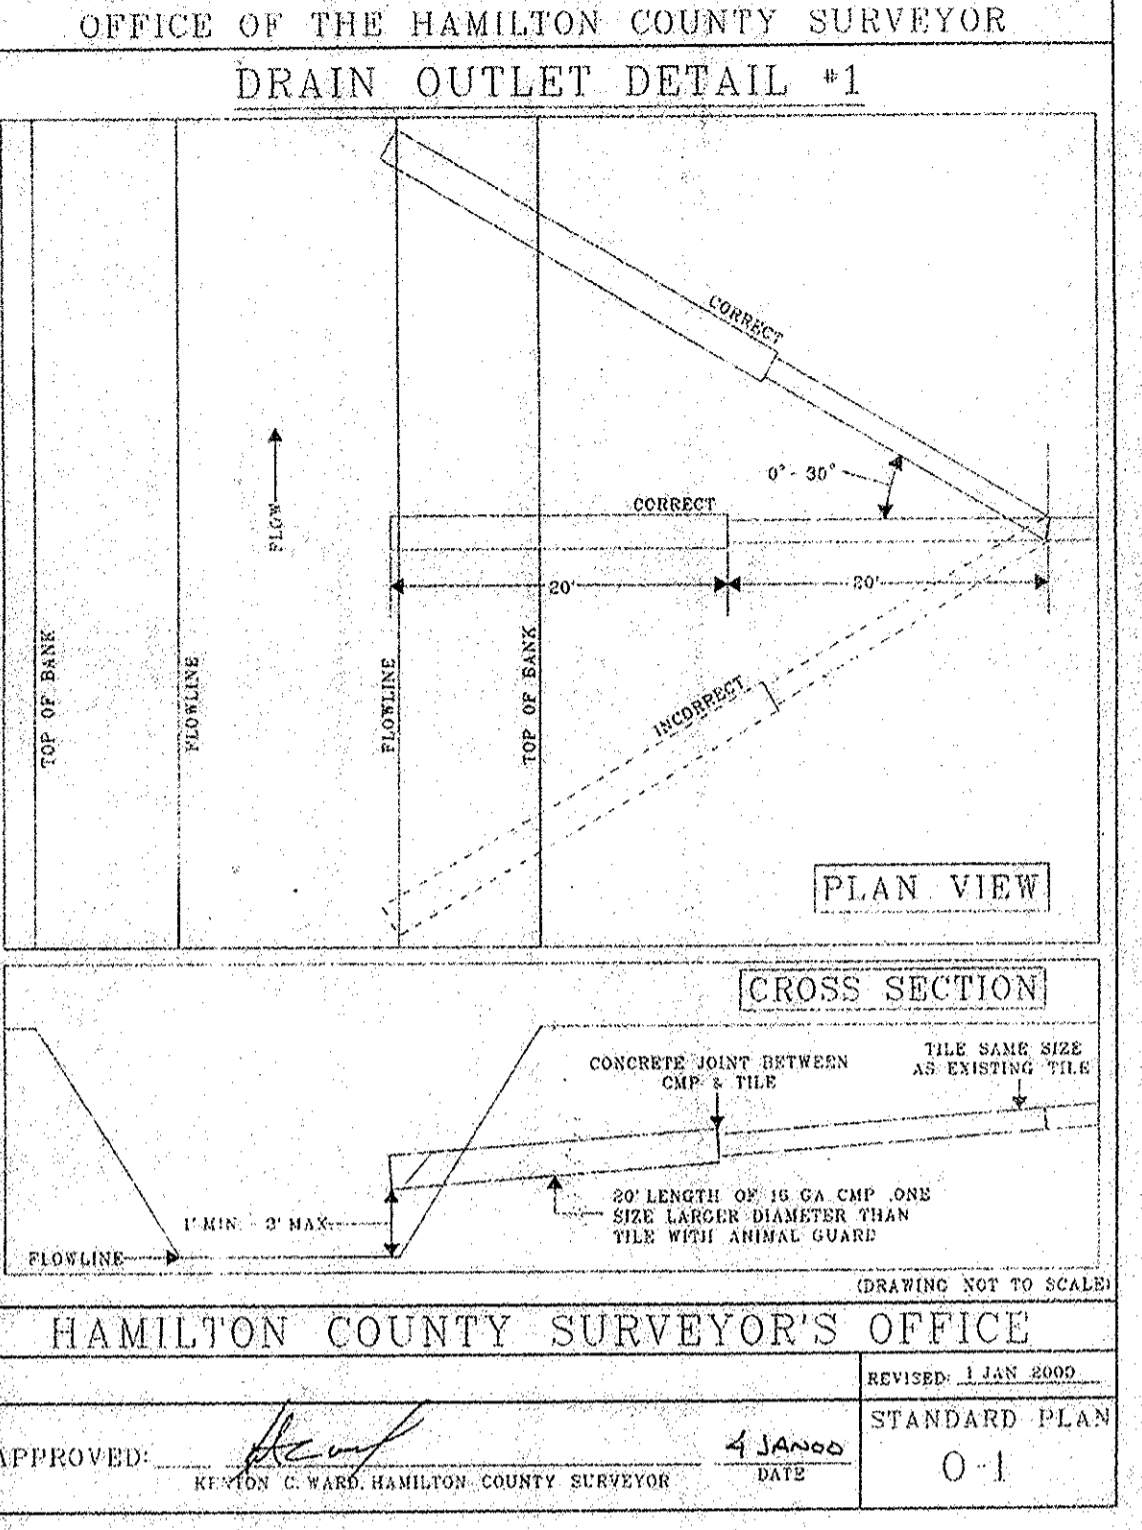 OFFICE OF THE HAMILTON COUNTY SURVEYOR
DRAIN OUTLET DETAIL #1
CORRECT
0° - 30°
CORRECT
FLOW
20'
20'
TOP OF BANK
FLOWLINE
FLOWLINE
TOP OF BANK
INCORRECT
PLAN VIEW
CROSS SECTION
CONCRETE JOINT BETWEEN
CMP & TILE
TILE SAME SIZE
AS EXISTING TILE
1' MIN. - 2' MAX
20' LENGTH OF 16 GA CMP ONE
SIZE LARGER DIAMETER THAN
TILE WITH ANIMAL GUARD
FLOWLINE
(DRAWING NOT TO SCALE)
HAMILTON COUNTY SURVEYOR'S OFFICE
REVISED: 1 JAN 2000
STANDARD PLAN
O-1
APPROVED:
4 JAN00
KENTON C. WARD, HAMILTON COUNTY SURVEYOR
DATE